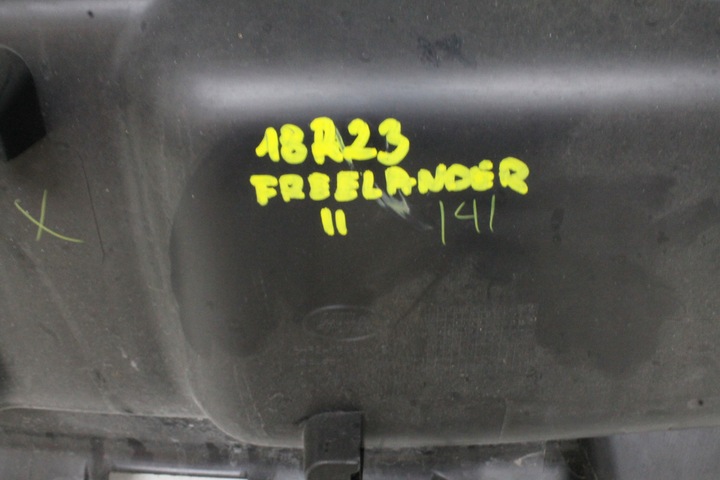 18R23
FREELANDER
II 141
X